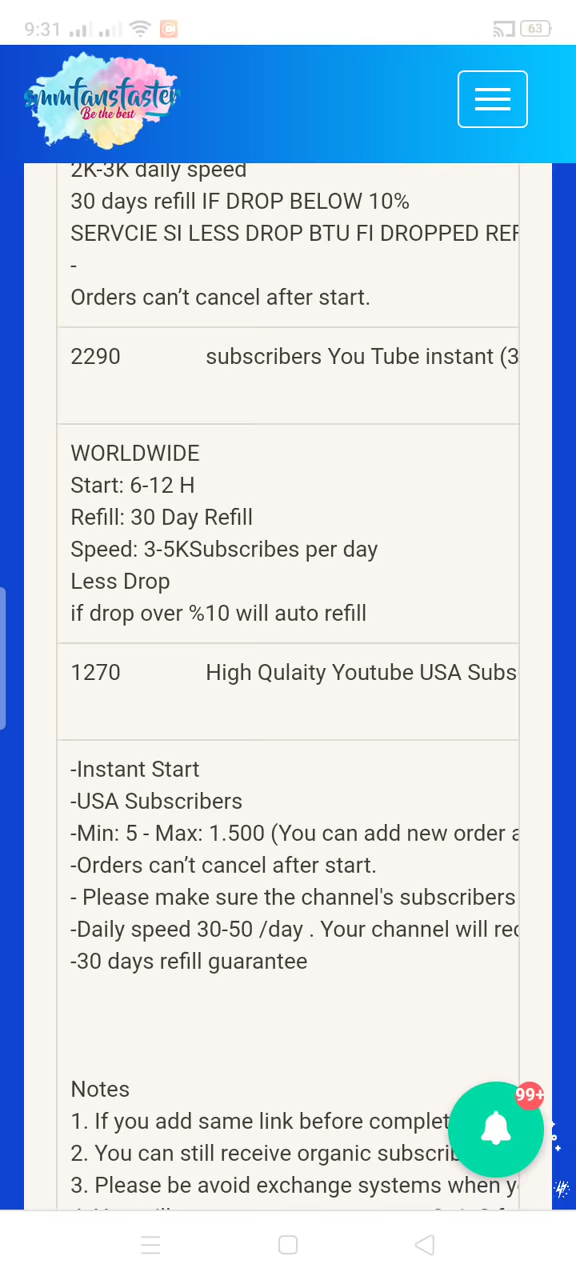 9:31
63
smmfansfaster
Be the best
2K-3K daily speed
30 days refill IF DROP BELOW 10%
SERVCIE SI LESS DROP BTU FI DROPPED REF
-
Orders can’t cancel after start.
2290 subscribers You Tube instant (3
WORLDWIDE
Start: 6-12 H
Refill: 30 Day Refill
Speed: 3-5KSubscribes per day
Less Drop
if drop over %10 will auto refill
1270 High Qulaity Youtube USA Subs
-Instant Start
-USA Subscribers
-Min: 5 - Max: 1.500 (You can add new order a
-Orders can’t cancel after start.
- Please make sure the channel's subscribers
-Daily speed 30-50 /day . Your channel will rec
-30 days refill guarantee
Notes
99+
1. If you add same link before complet
2. You can still receive organic subscrib
3. Please be avoid exchange systems when y